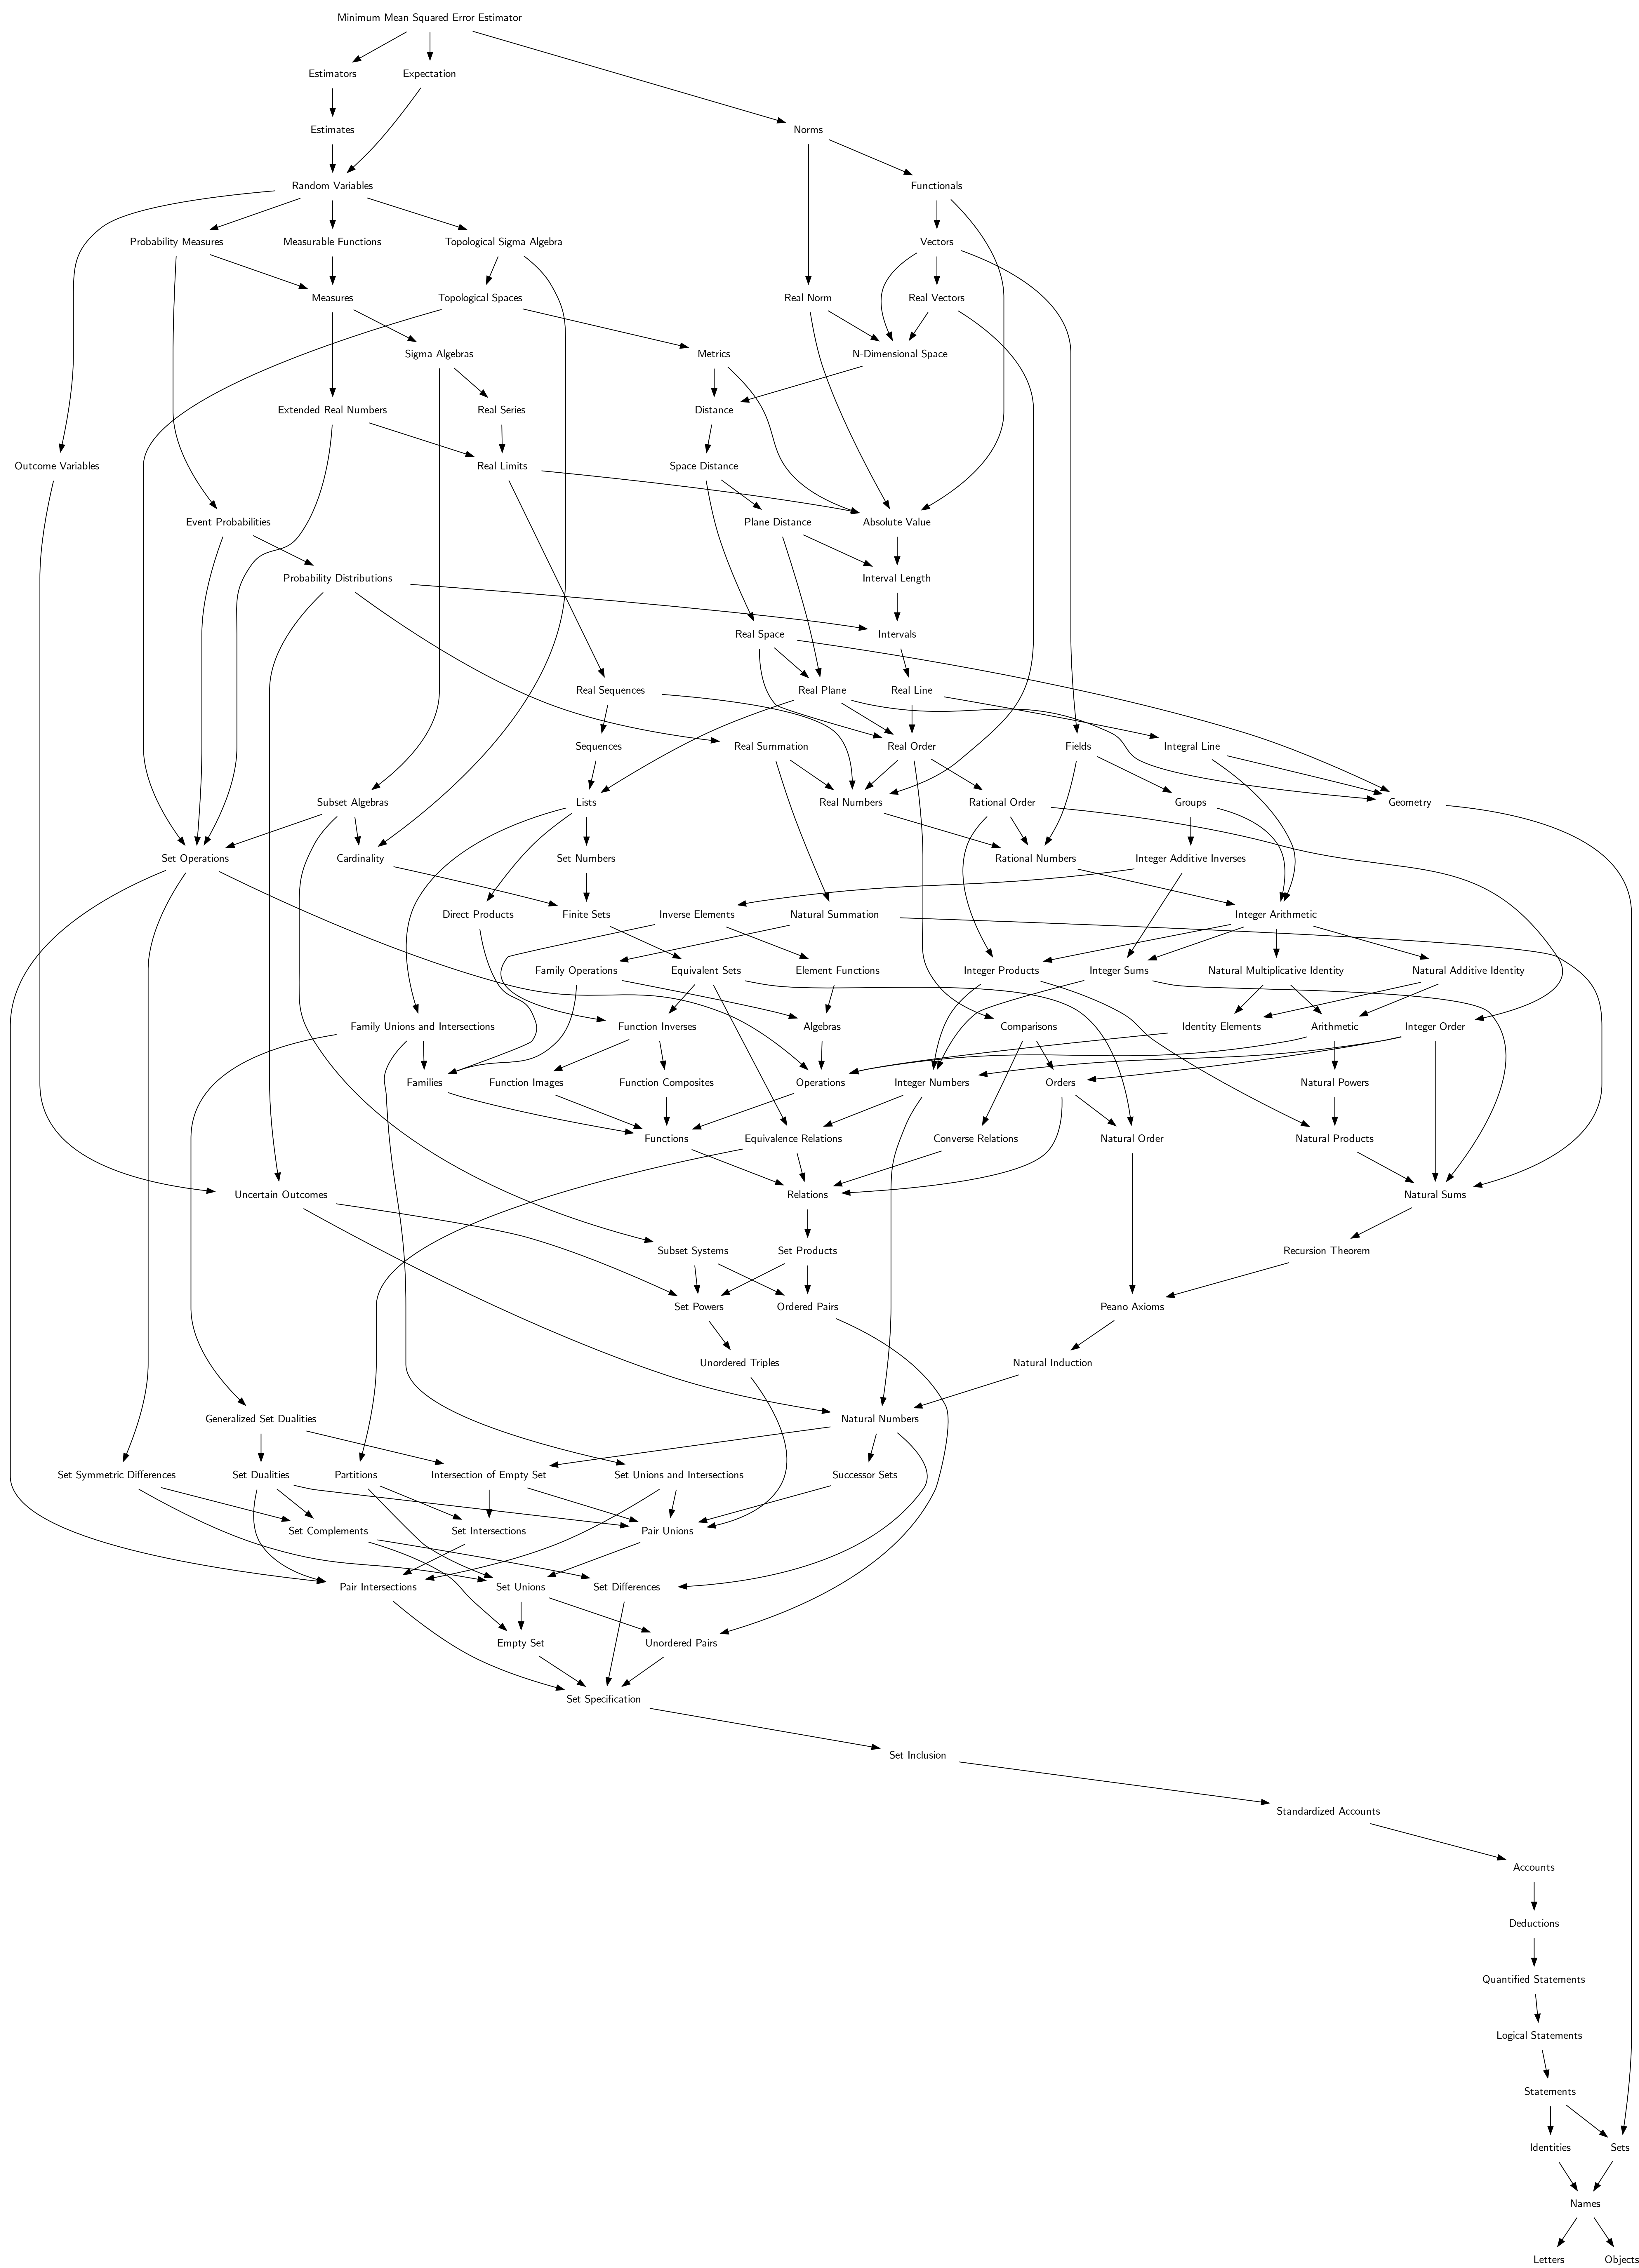 Minimum Mean Squared Error Estimator
Estimators
Expectation
Estimates
Norms
Random Variables
Functionals
Probability Measures
Measurable Functions
Topological Sigma Algebra
Vectors
Measures
Topological Spaces
Real Norm
Real Vectors
Sigma Algebras
Metrics
N-Dimensional Space
Extended Real Numbers
Real Series
Distance
Outcome Variables
Real Limits
Space Distance
Event Probabilities
Plane Distance
Absolute Value
Probability Distributions
Interval Length
Real Space
Intervals
Real Sequences
Real Plane
Real Line
Sequences
Real Summation
Real Order
Fields
Integral Line
Subset Algebras
Lists
Real Numbers
Rational Order
Groups
Geometry
Set Operations
Cardinality
Set Numbers
Rational Numbers
Integer Additive Inverses
Direct Products
Finite Sets
Inverse Elements
Natural Summation
Integer Arithmetic
Family Operations
Equivalent Sets
Element Functions
Integer Products
Integer Sums
Natural Multiplicative Identity
Natural Additive Identity
Family Unions and Intersections
Function Inverses
Algebras
Comparisons
Identity Elements
Arithmetic
Integer Order
Families
Function Images
Function Composites
Operations
Integer Numbers
Orders
Natural Powers
Functions
Equivalence Relations
Converse Relations
Natural Order
Natural Products
Uncertain Outcomes
Relations
Natural Sums
Subset Systems
Set Products
Recursion Theorem
Set Powers
Ordered Pairs
Peano Axioms
Unordered Triples
Natural Induction
Generalized Set Dualities
Natural Numbers
Set Symmetric Differences
Set Dualities
Partitions
Intersection of Empty Set
Set Unions and Intersections
Successor Sets
Set Complements
Set Intersections
Pair Unions
Pair Intersections
Set Unions
Set Differences
Empty Set
Unordered Pairs
Set Specification
Set Inclusion
Standardized Accounts
Accounts
Deductions
Quantified Statements
Logical Statements
Statements
Identities
Sets
Names
Letters
Objects